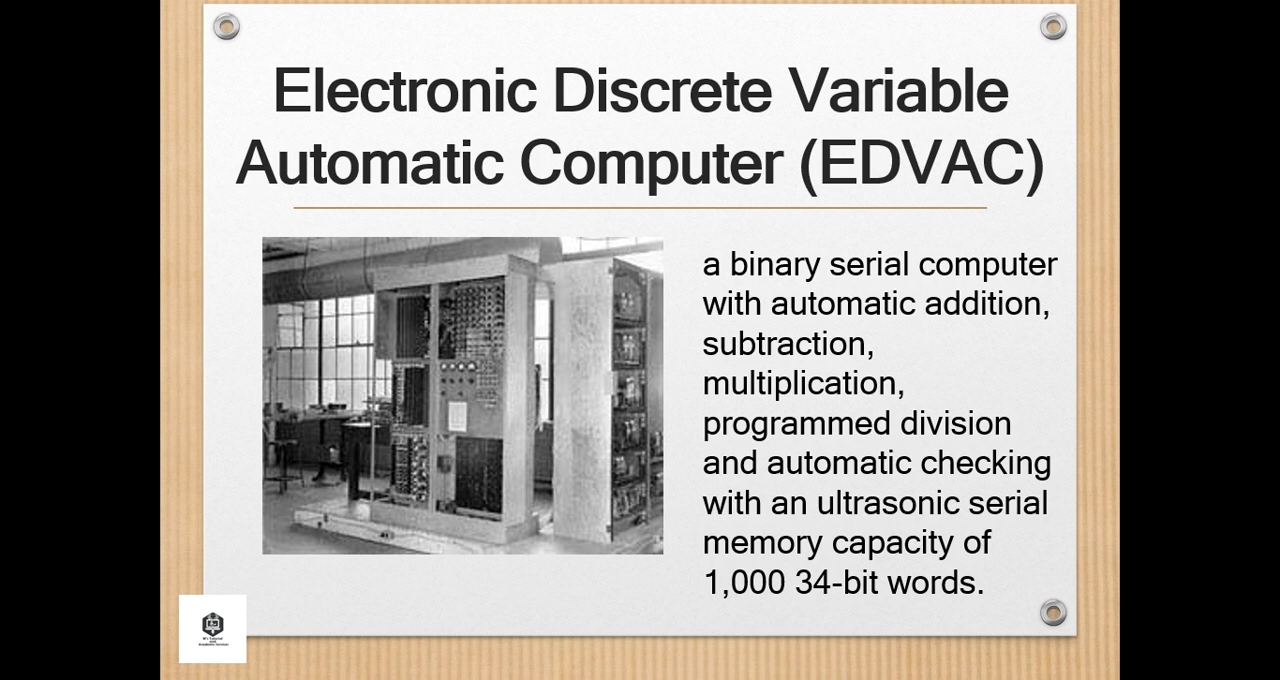 Electronic Discrete Variable
Automatic Computer (EDVAC)
a binary serial computer
with automatic addition,
subtraction,
multiplication,
programmed division
and automatic checking
with an ultrasonic serial
memory capacity of
1,000 34-bit words.